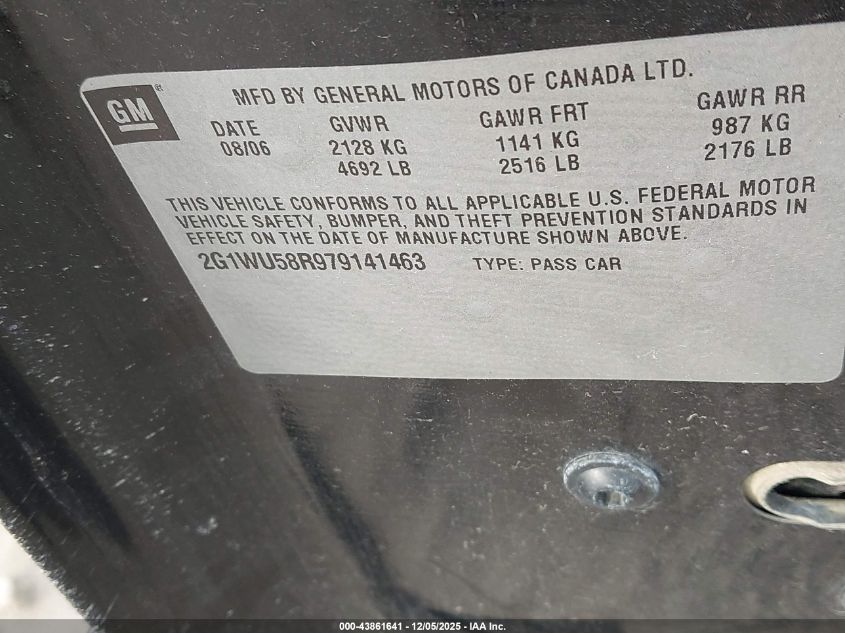 GM
MFD BY GENERAL MOTORS OF CANADA LTD.
DATE GVWR GAWR FRT GAWR RR
08/06 2128 KG 1141 KG 987 KG
4692 LB 2516 LB 2176 LB
THIS VEHICLE CONFORMS TO ALL APPLICABLE U.S. FEDERAL MOTOR
VEHICLE SAFETY, BUMPER, AND THEFT PREVENTION STANDARDS IN
EFFECT ON THE DATE OF MANUFACTURE SHOWN ABOVE.
2G1WU58R979141463 TYPE: PASS CAR
000-43861641 - 12/05/2025 - IAA Inc.